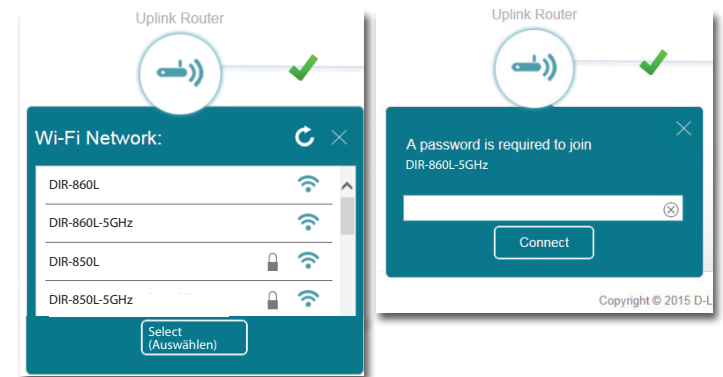 Uplink Router
Wi-Fi Network:
DIR-860L
DIR-860L-5GHz
DIR-850L
DIR-850L-5GHz
Select
(Auswählen)
Uplink Router
A password is required to join
DIR-860L-5GHz
Connect
Copyright © 2015 D-L